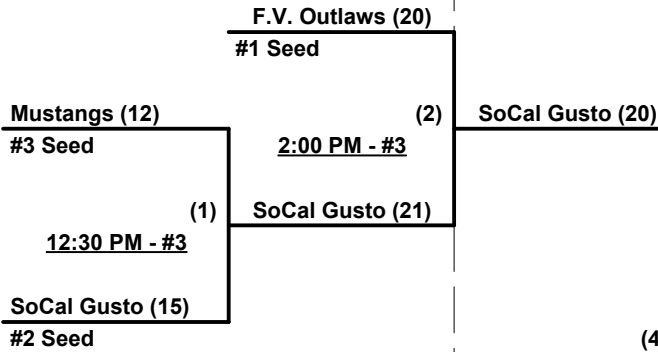 F.V. Outlaws (20)
#1 Seed
Mustangs (12)
(2)
SoCal Gusto (20)
#3 Seed
2:00 PM - #3
(1)
SoCal Gusto (21)
12:30 PM - #3
SoCal Gusto (15)
#2 Seed
(4